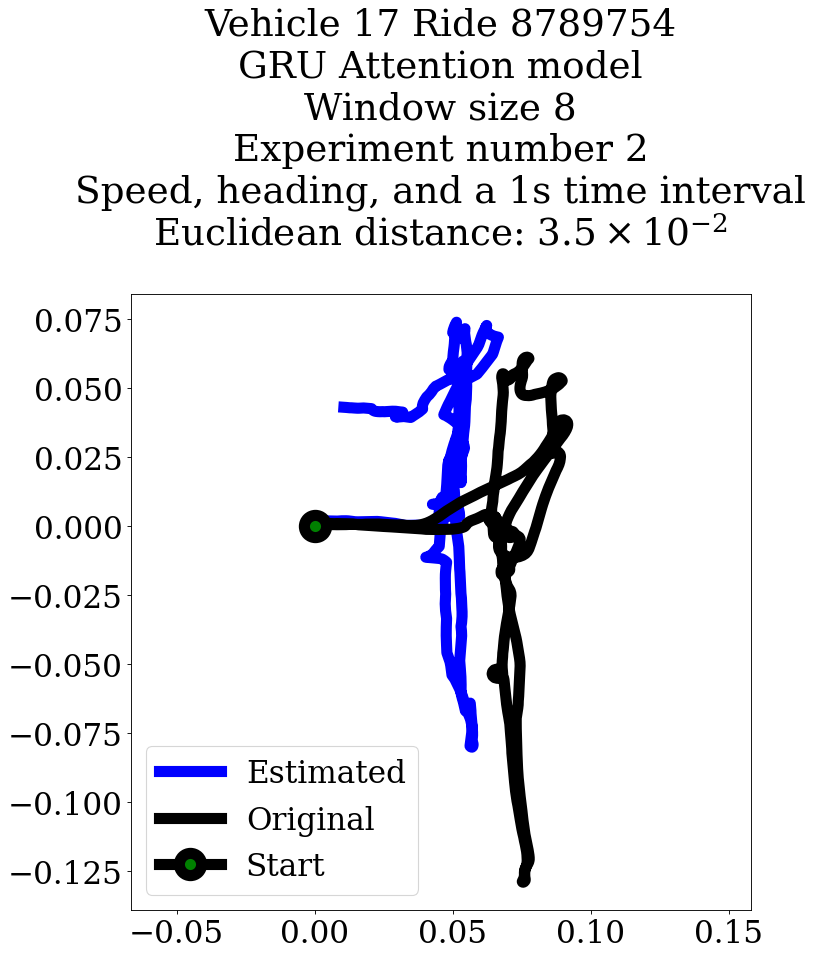 Vehicle 17 Ride 8789754
GRU Attention model
Window size 8
Experiment number 2
Speed, heading, and a 1s time interval
Euclidean distance: 3.5 × 10⁻²
0.075
0.050
0.025
0.000
−0.025
−0.050
−0.075
−0.100
−0.125
Estimated
Original
Start
−0.05 0.00 0.05 0.10 0.15